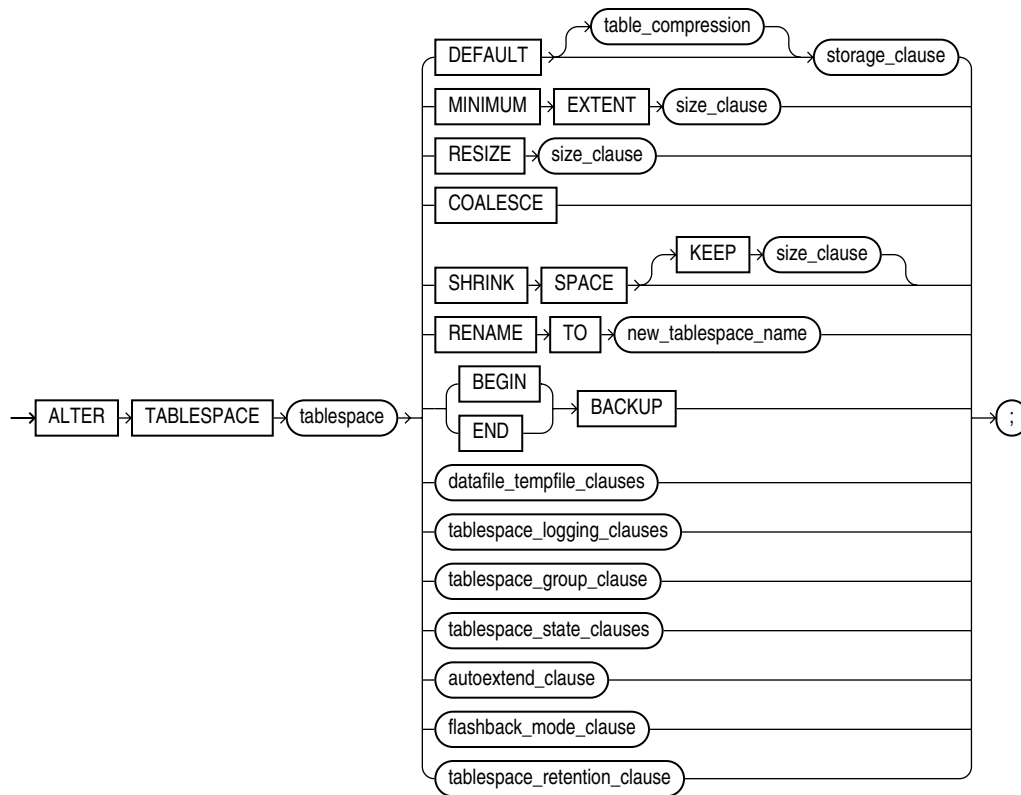 table_compression
DEFAULT storage_clause
MINIMUM EXTENT size_clause
RESIZE size_clause
COALESCE
KEEP size_clause
SHRINK SPACE
RENAME TO new_tablespace_name
BEGIN
ALTER TABLESPACE tablespace BACKUP ;
END
datafile_tempfile_clauses
tablespace_logging_clauses
tablespace_group_clause
tablespace_state_clauses
autoextend_clause
flashback_mode_clause
tablespace_retention_clause